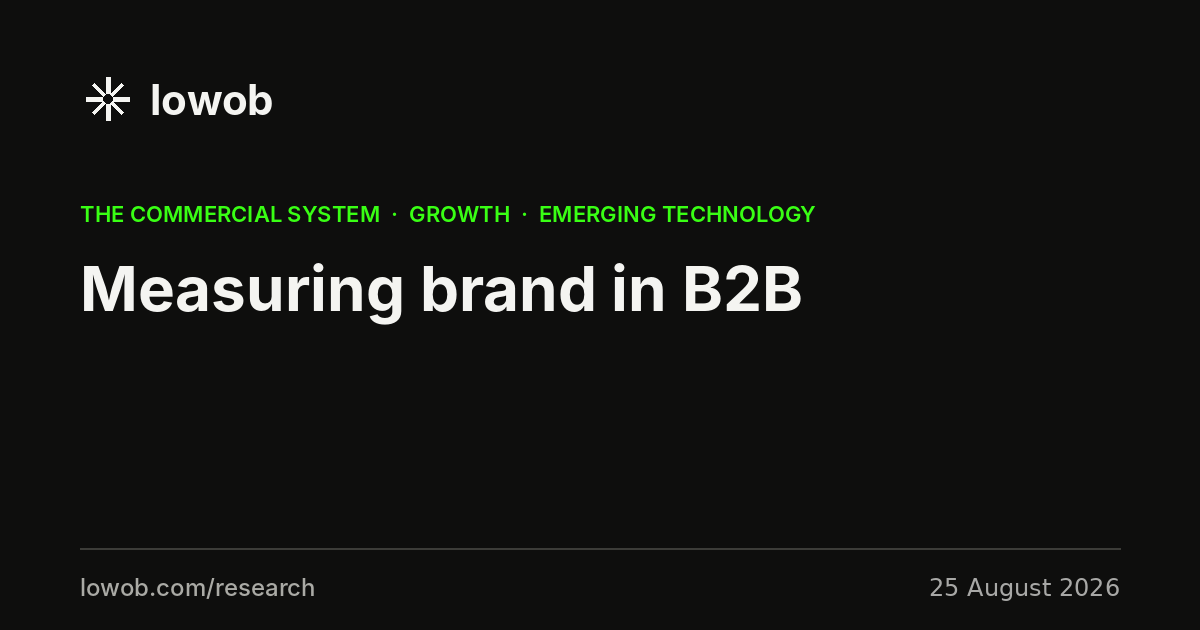 lowob
THE COMMERCIAL SYSTEM · GROWTH · EMERGING TECHNOLOGY
Measuring brand in B2B
lowob.com/research
25 August 2026